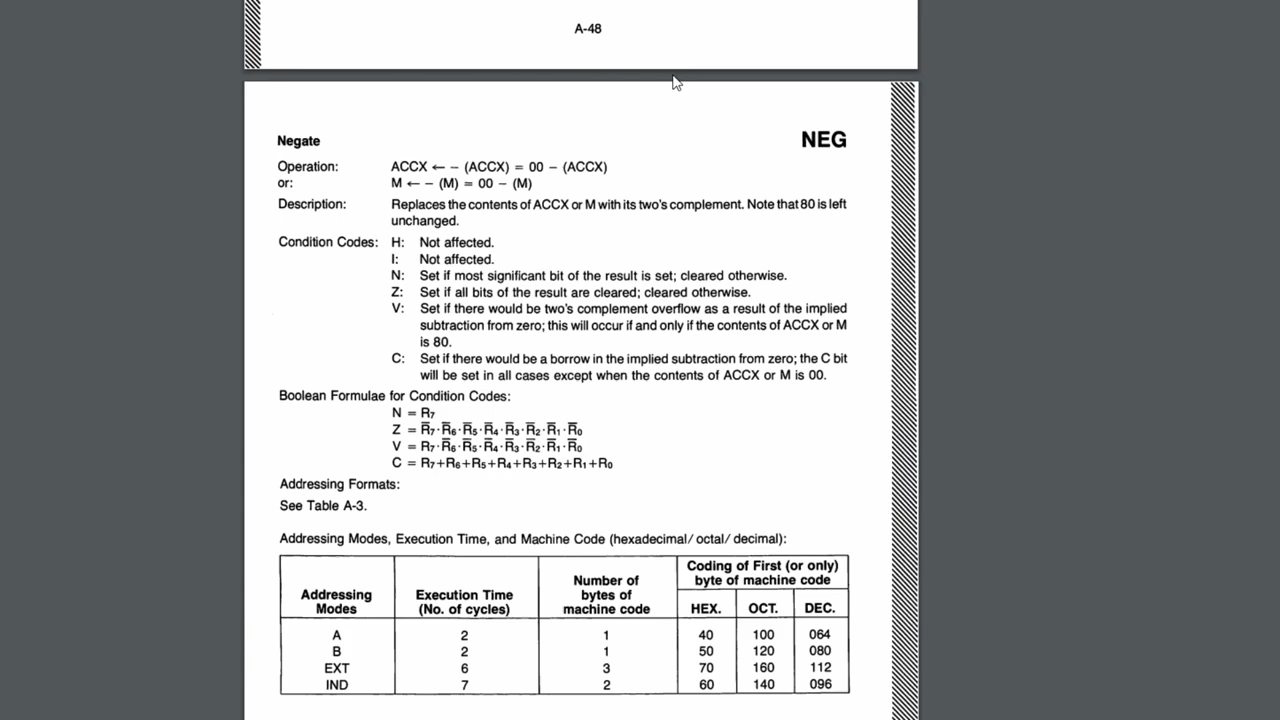 A-48
Negate NEG
Operation: ACCX ← − (ACCX) = 00 − (ACCX)
or: M ← − (M) = 00 − (M)
Description: Replaces the contents of ACCX or M with its two's complement. Note that 80 is left
unchanged.
Condition Codes: H: Not affected.
I: Not affected.
N: Set if most significant bit of the result is set; cleared otherwise.
Z: Set if all bits of the result are cleared; cleared otherwise.
V: Set if there would be two's complement overflow as a result of the implied
subtraction from zero; this will occur if and only if the contents of ACCX or M
is 80.
C: Set if there would be a borrow in the implied subtraction from zero; the C bit
will be set in all cases except when the contents of ACCX or M is 00.
Boolean Formulae for Condition Codes:
N = R₇
Z = R̅₇·R̅₆·R̅₅·R̅₄·R̅₃·R̅₂·R̅₁·R̅₀
V = R₇·R̅₆·R̅₅·R̅₄·R̅₃·R̅₂·R̅₁·R̅₀
C = R₇+R₆+R₅+R₄+R₃+R₂+R₁+R₀
Addressing Formats:
See Table A-3.
Addressing Modes, Execution Time, and Machine Code (hexadecimal/ octal/ decimal):
Coding of First (or only)
byte of machine code
Addressing Modes Execution Time (No. of cycles) Number of bytes of machine code HEX. OCT. DEC.
A 2 1 40 100 064
B 2 1 50 120 080
EXT 6 3 70 160 112
IND 7 2 60 140 096